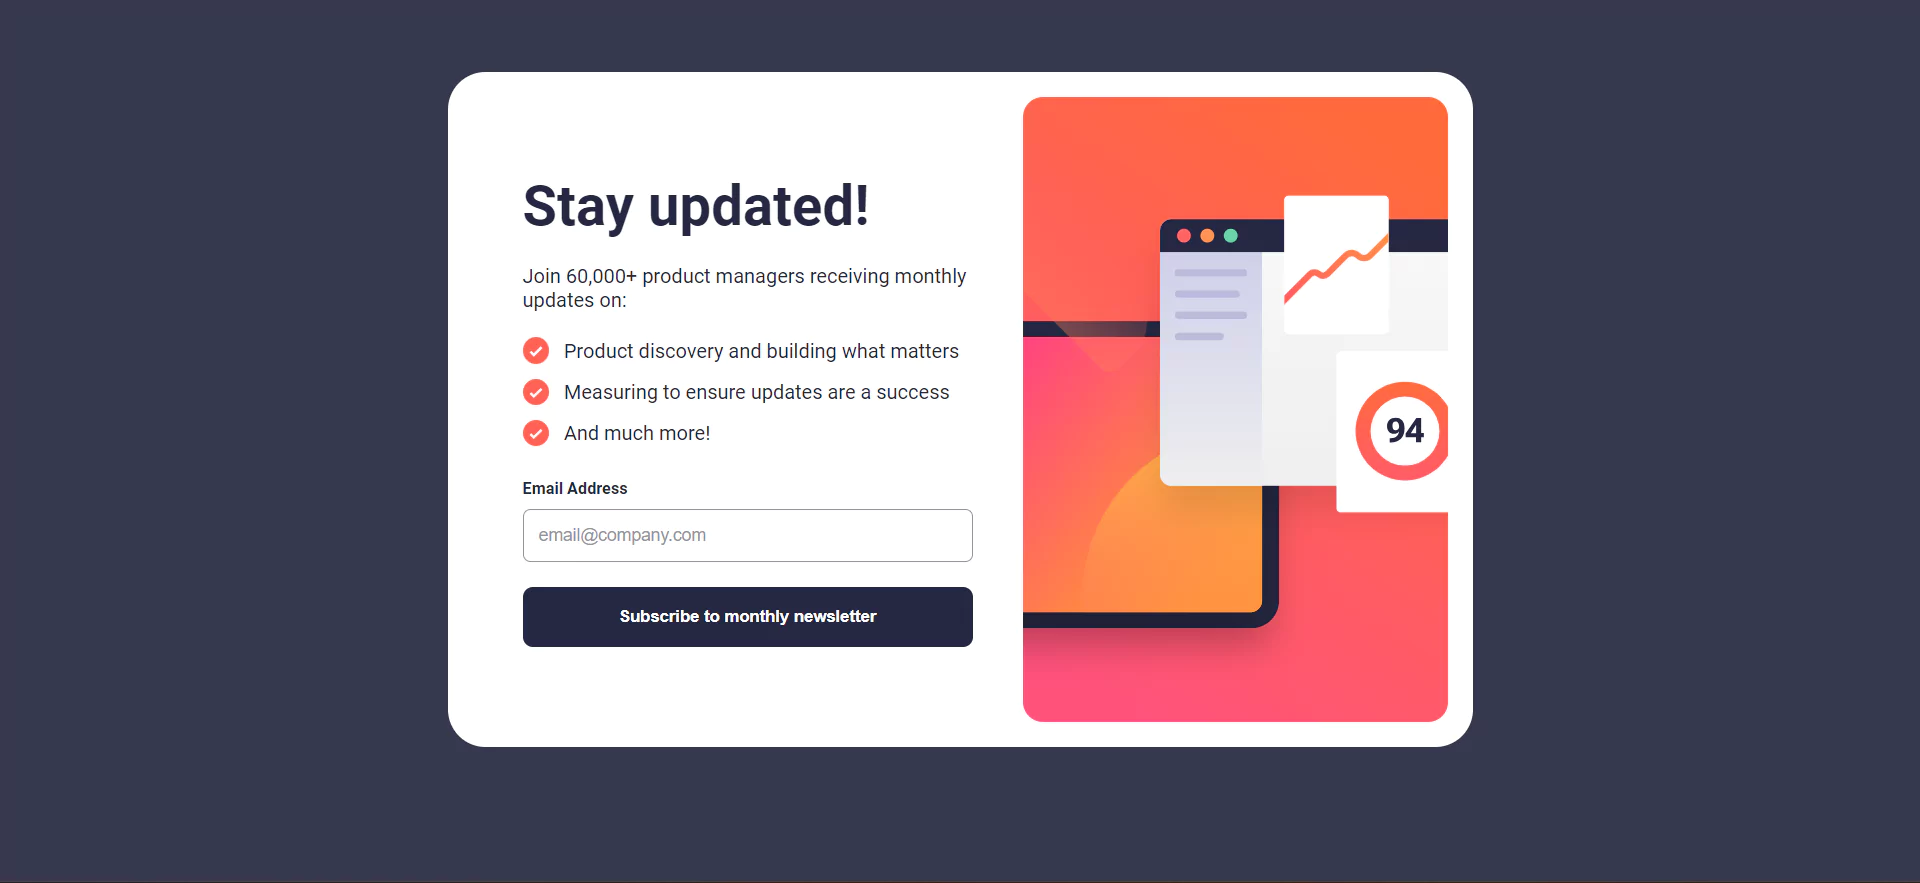 Stay updated!
Join 60,000+ product managers receiving monthly
updates on:
Product discovery and building what matters
Measuring to ensure updates are a success
And much more!
Email Address
email@company.com
Subscribe to monthly newsletter
94